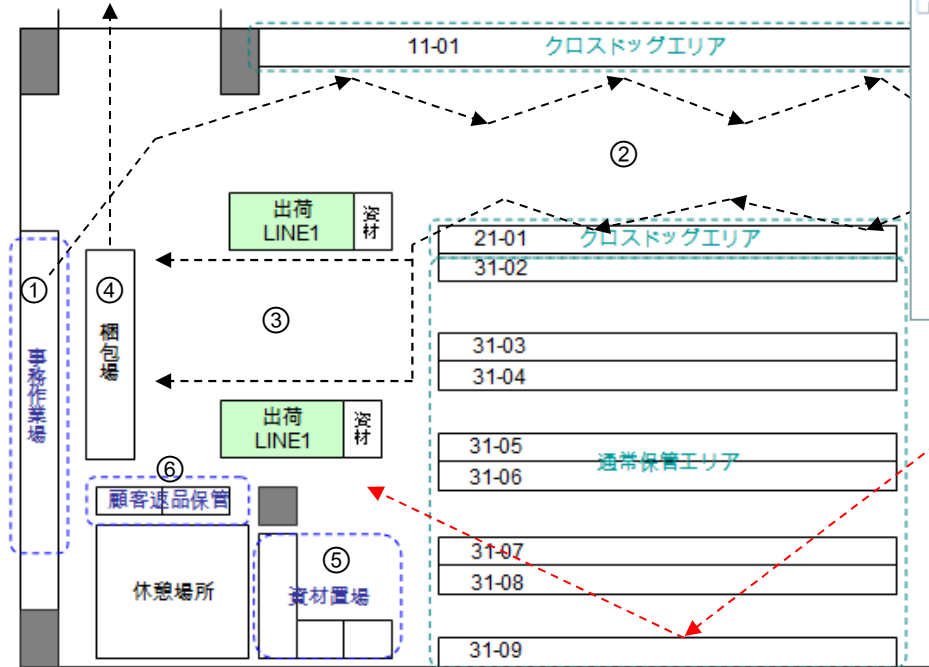 11-01 クロスドッグエリア
②
出荷
LINE1
資材
21-01 クロスドッグエリア
31-02
①
④
③
梱包場
事務作業場
31-03
31-04
出荷
LINE1
資材
31-05
通常保管エリア
31-06
⑥
顧客返品保管
⑤
31-07
31-08
休憩場所
資材置場
31-09